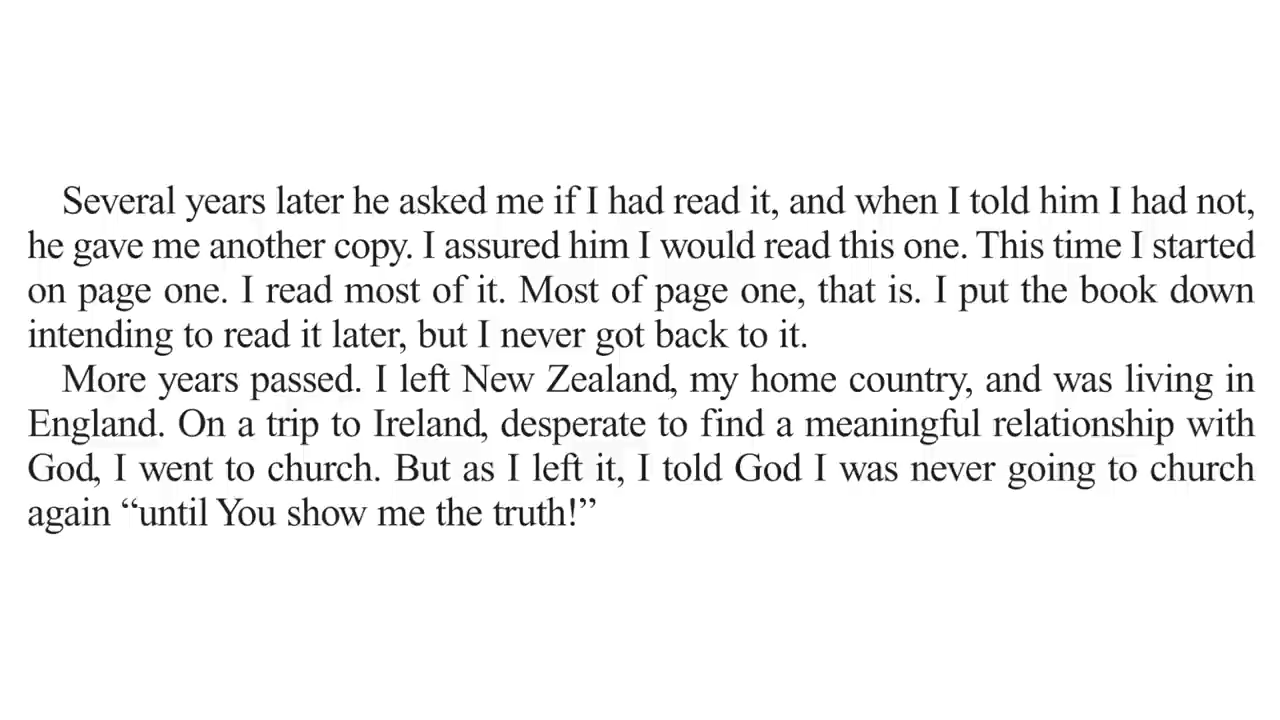 Several years later he asked me if I had read it, and when I told him I had not,
he gave me another copy. I assured him I would read this one. This time I started
on page one. I read most of it. Most of page one, that is. I put the book down
intending to read it later, but I never got back to it.
More years passed. I left New Zealand, my home country, and was living in
England. On a trip to Ireland, desperate to find a meaningful relationship with
God, I went to church. But as I left it, I told God I was never going to church
again “until You show me the truth!”